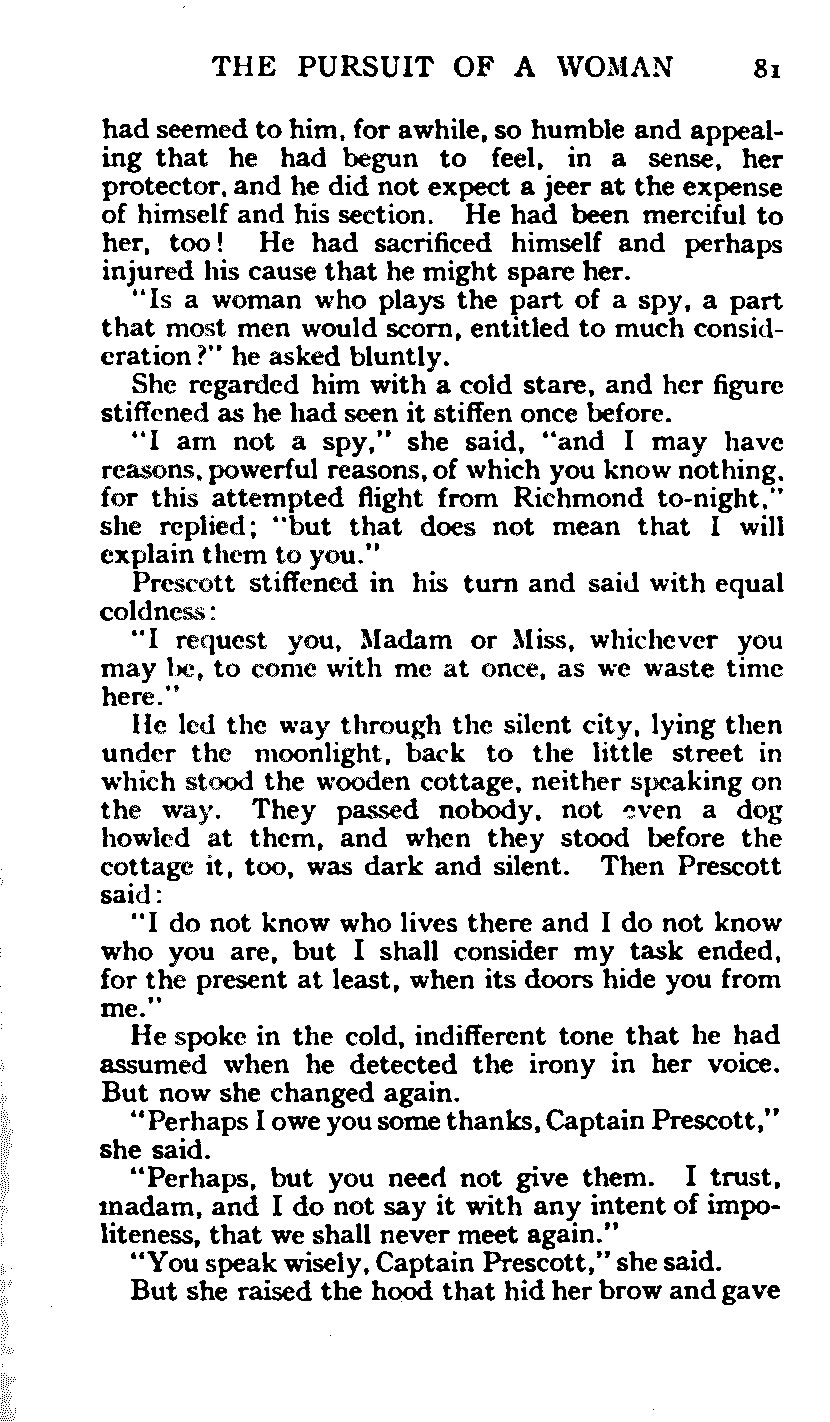 THE PURSUIT OF A WOMAN 81
had seemed to him, for awhile, so humble and appeal-
ing that he had begun to feel, in a sense, her
protector, and he did not expect a jeer at the expense
of himself and his section. He had been merciful to
her, too! He had sacrificed himself and perhaps
injured his cause that he might spare her.
"Is a woman who plays the part of a spy, a part
that most men would scorn, entitled to much consid-
eration?" he asked bluntly.
She regarded him with a cold stare, and her figure
stiffened as he had seen it stiffen once before.
"I am not a spy," she said, "and I may have
reasons, powerful reasons, of which you know nothing,
for this attempted flight from Richmond to-night,"
she replied; "but that does not mean that I will
explain them to you."
Prescott stiffened in his turn and said with equal
coldness:
"I request you, Madam or Miss, whichever you
may be, to come with me at once, as we waste time
here."
He led the way through the silent city, lying then
under the moonlight, back to the little street in
which stood the wooden cottage, neither speaking on
the way. They passed nobody, not even a dog
howled at them, and when they stood before the
cottage it, too, was dark and silent. Then Prescott
said:
"I do not know who lives there and I do not know
who you are, but I shall consider my task ended,
for the present at least, when its doors hide you from
me."
He spoke in the cold, indifferent tone that he had
assumed when he detected the irony in her voice.
But now she changed again.
"Perhaps I owe you some thanks, Captain Prescott,"
she said.
"Perhaps, but you need not give them. I trust,
madam, and I do not say it with any intent of impo-
liteness, that we shall never meet again."
"You speak wisely, Captain Prescott," she said.
But she raised the hood that hid her brow and gave